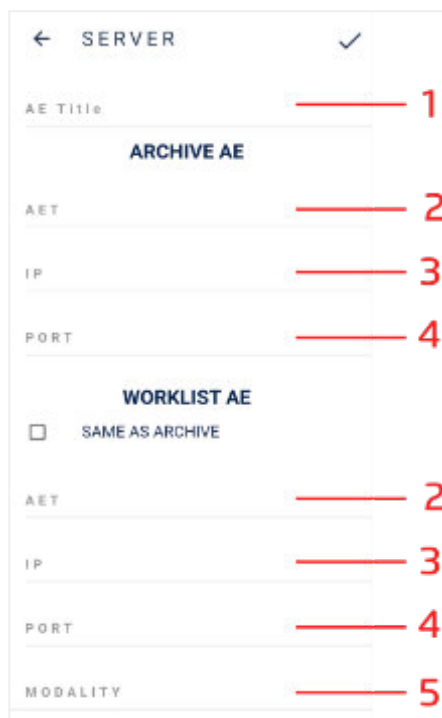 ← SERVER ✓
AE Title 1
ARCHIVE AE
AET 2
IP 3
PORT 4
WORKLIST AE
☐ SAME AS ARCHIVE
AET 2
IP 3
PORT 4
MODALITY 5